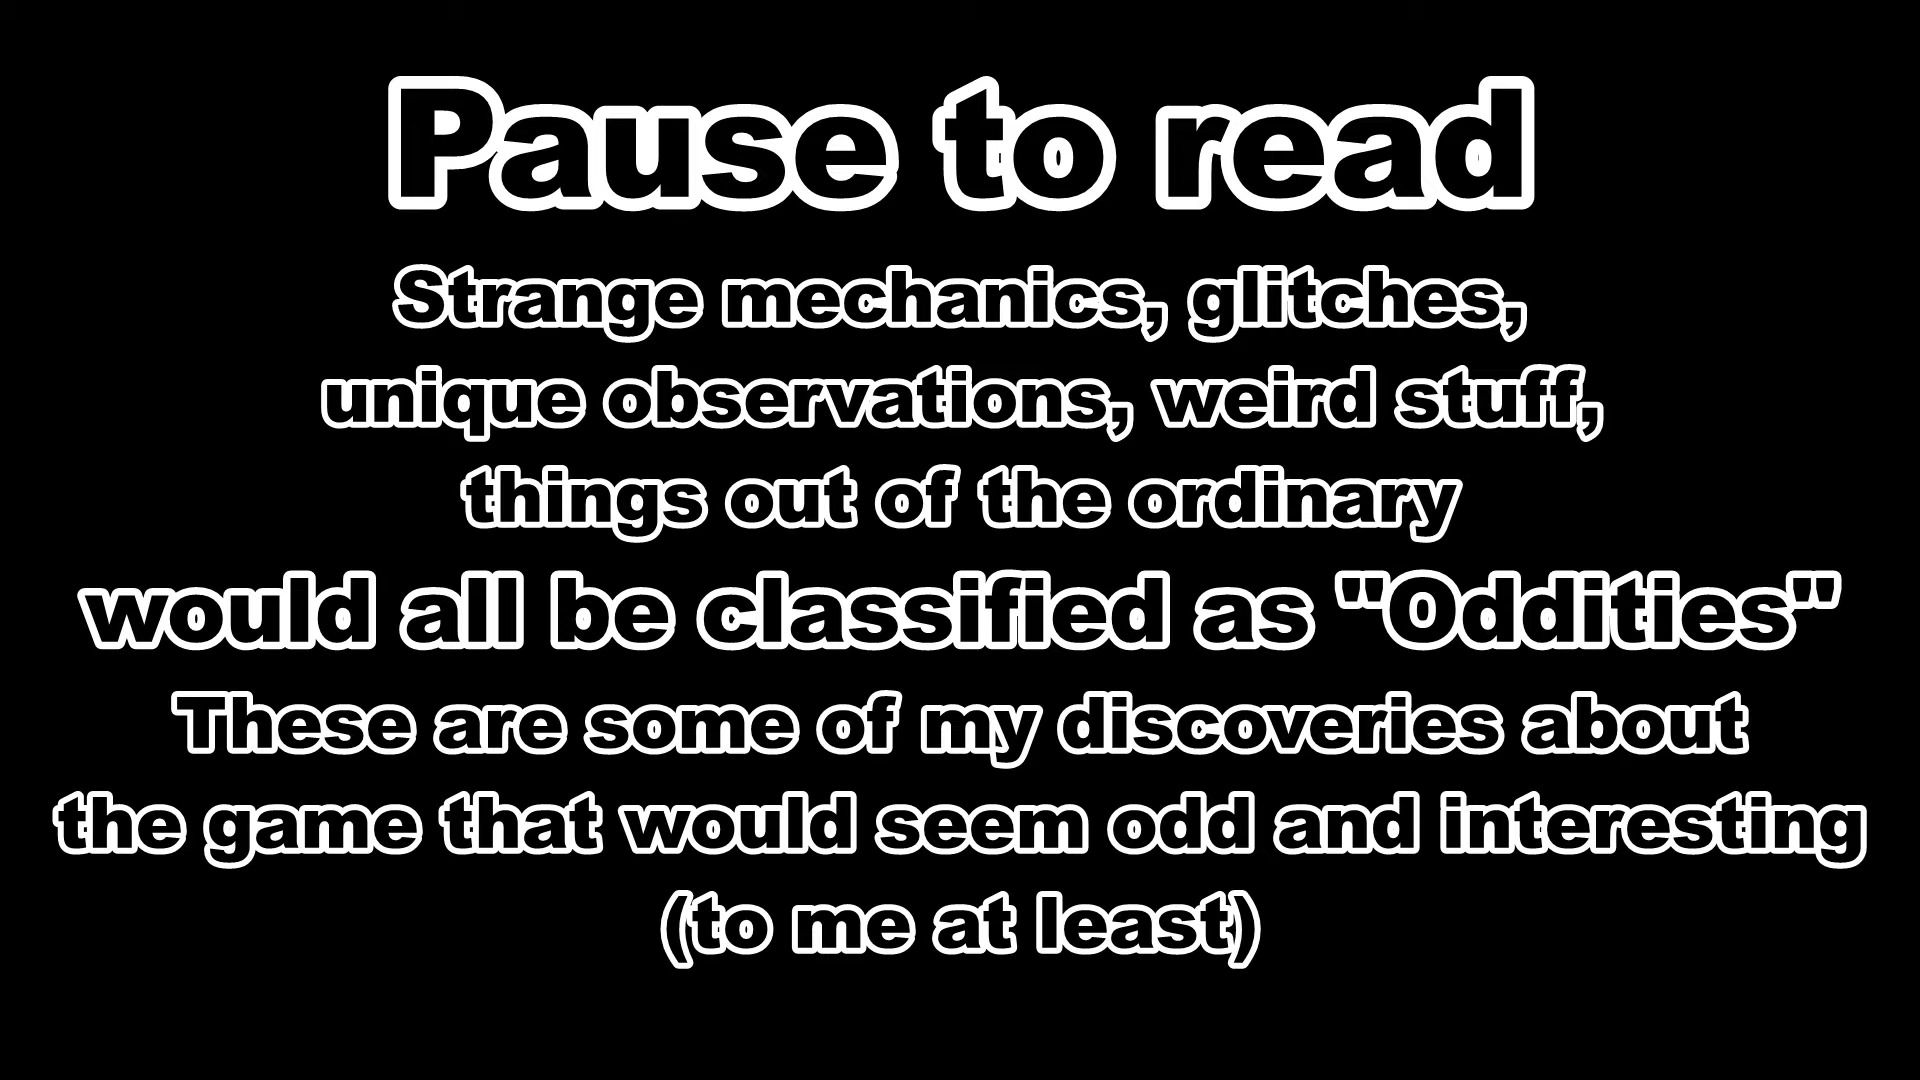 Pause to read
Strange mechanics, glitches,
unique observations, weird stuff,
things out of the ordinary
would all be classified as "Oddities"
These are some of my discoveries about
the game that would seem odd and interesting
(to me at least)